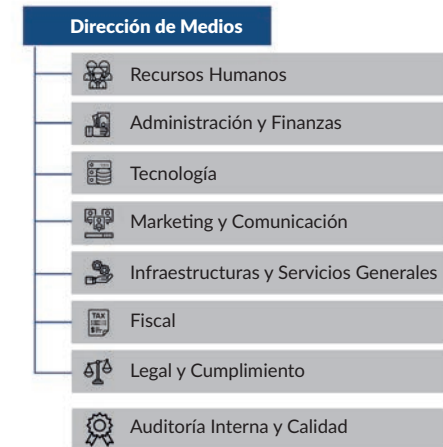 Dirección de Medios
Recursos Humanos
Administración y Finanzas
Tecnología
Marketing y Comunicación
Infraestructuras y Servicios Generales
TAX
Fiscal
Legal y Cumplimiento
Auditoría Interna y Calidad